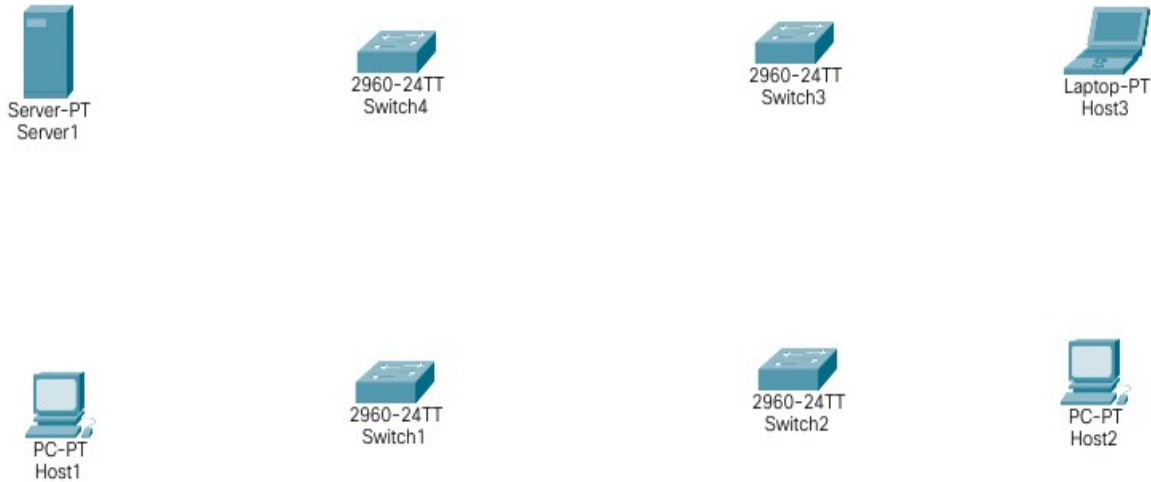 Server-PT
Server1
2960-24TT
Switch4
2960-24TT
Switch3
Laptop-PT
Host3
PC-PT
Host1
2960-24TT
Switch1
2960-24TT
Switch2
PC-PT
Host2